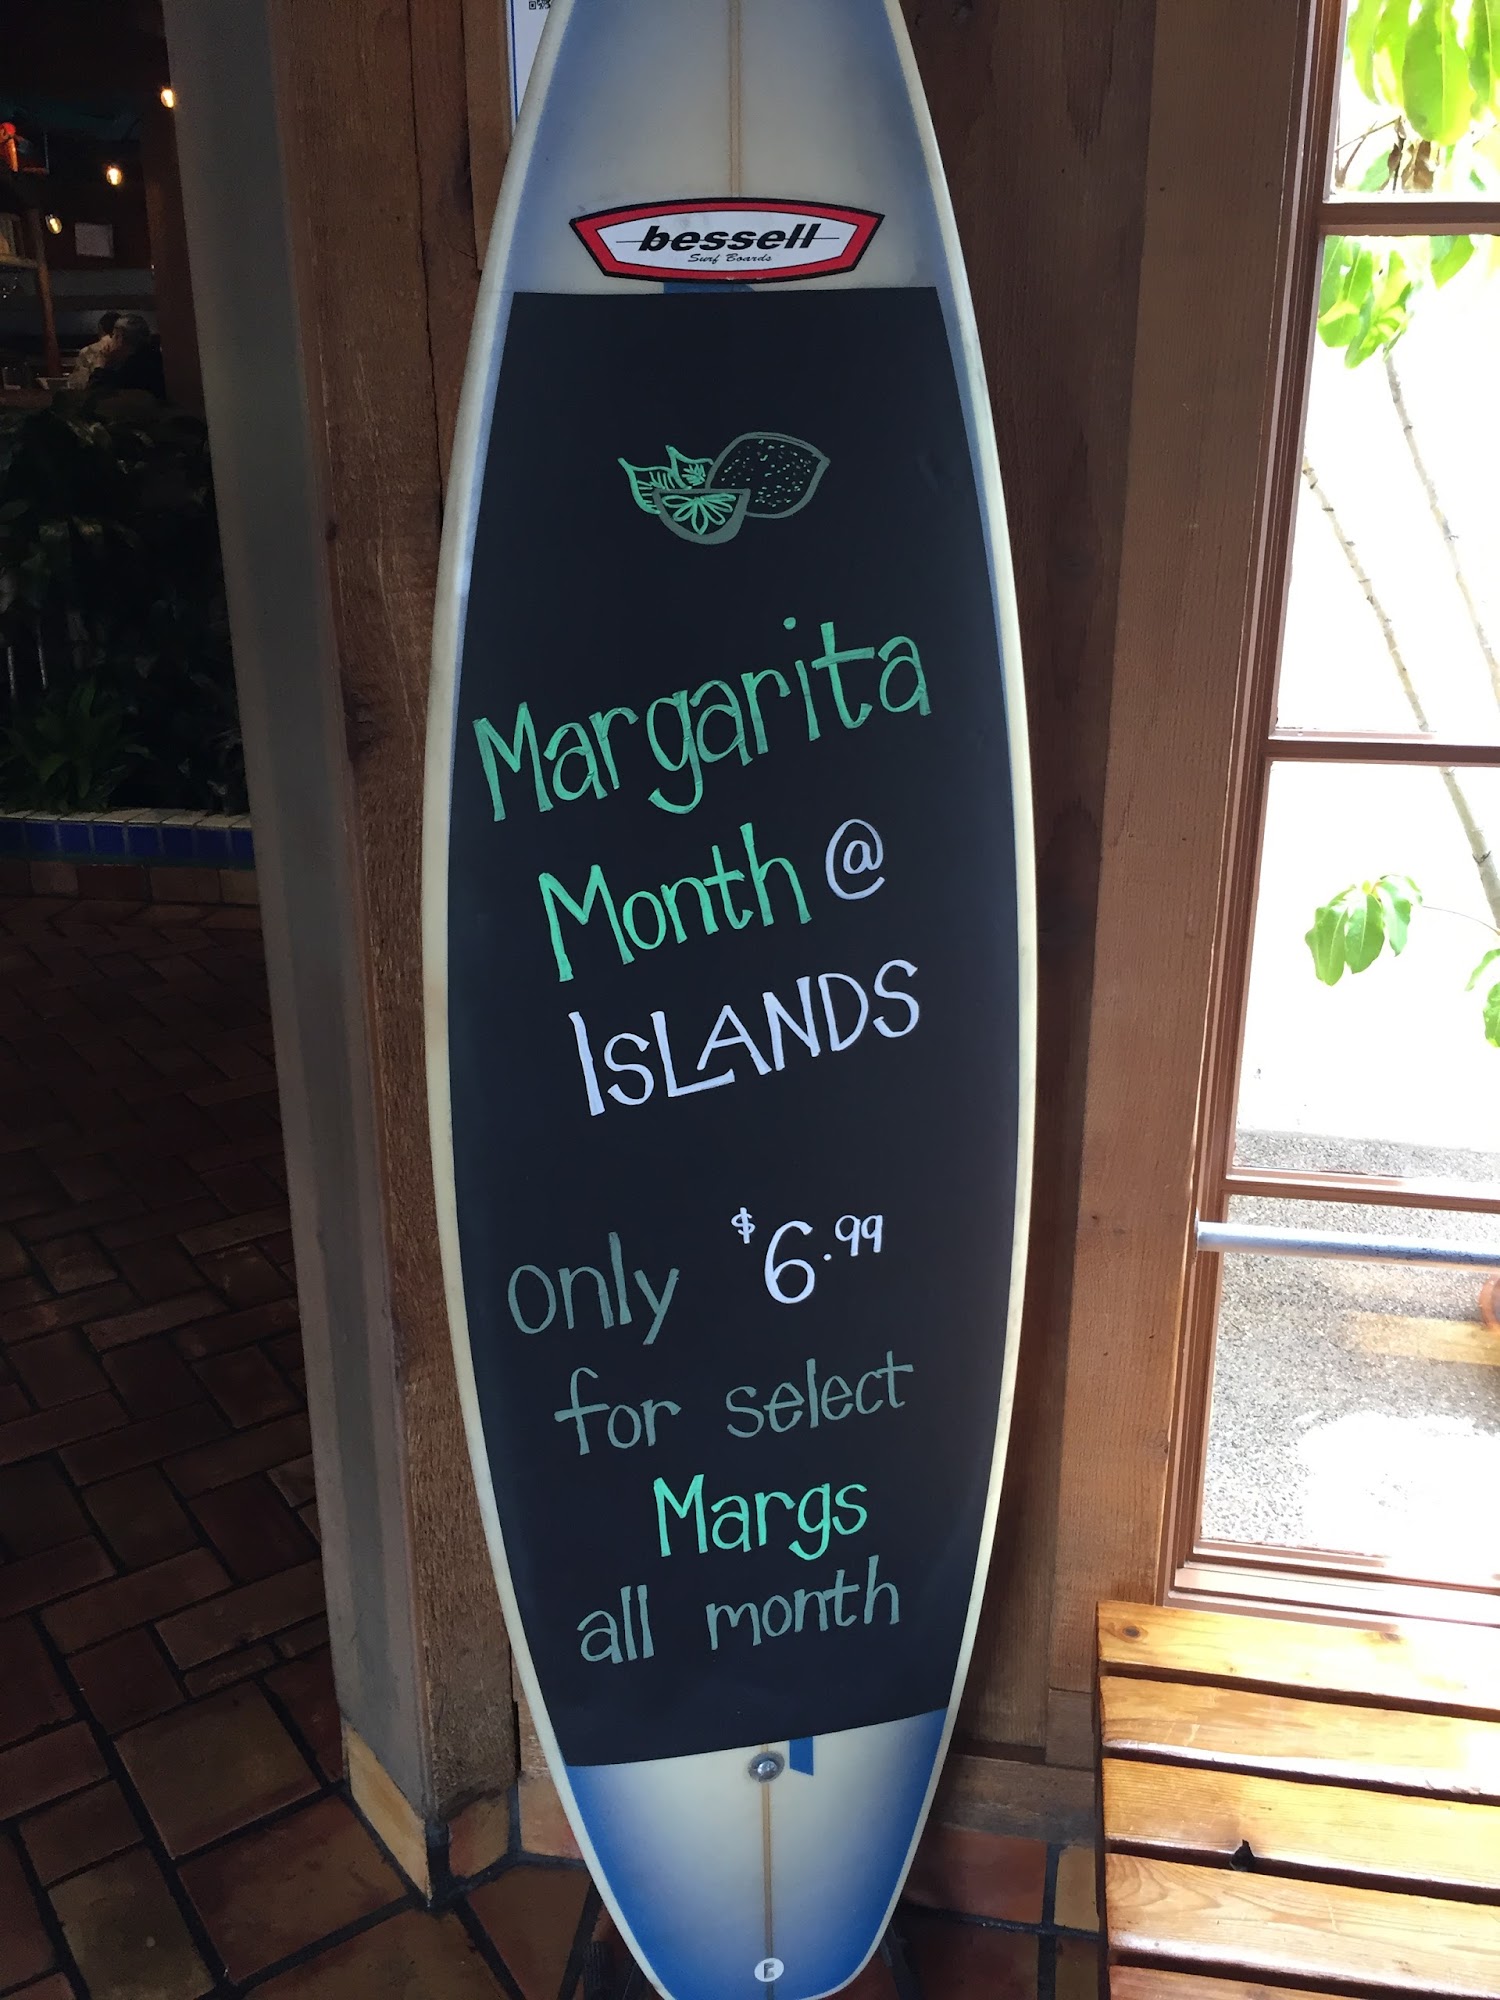 bessell
Surf Boards
Margarita
Month @
ISLANDS
only $6.99
for select
Margs
all month